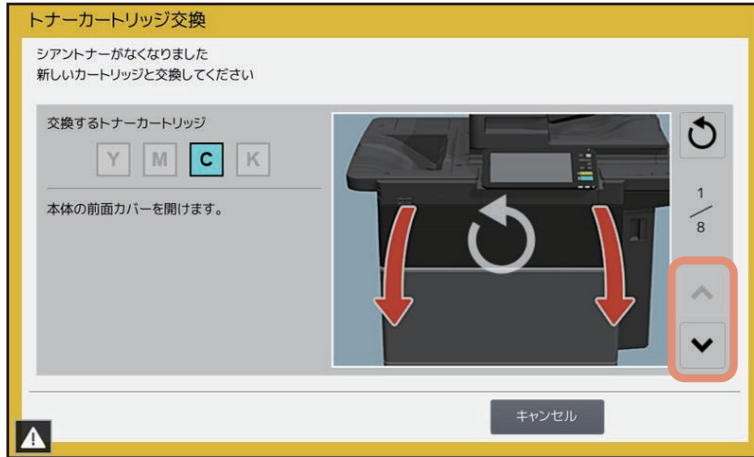 トナーカートリッジ交換
シアントナーがなくなりました
新しいカートリッジと交換してください
交換するトナーカートリッジ
Y M C K
本体の前面カバーを開けます。
1
8
キャンセル